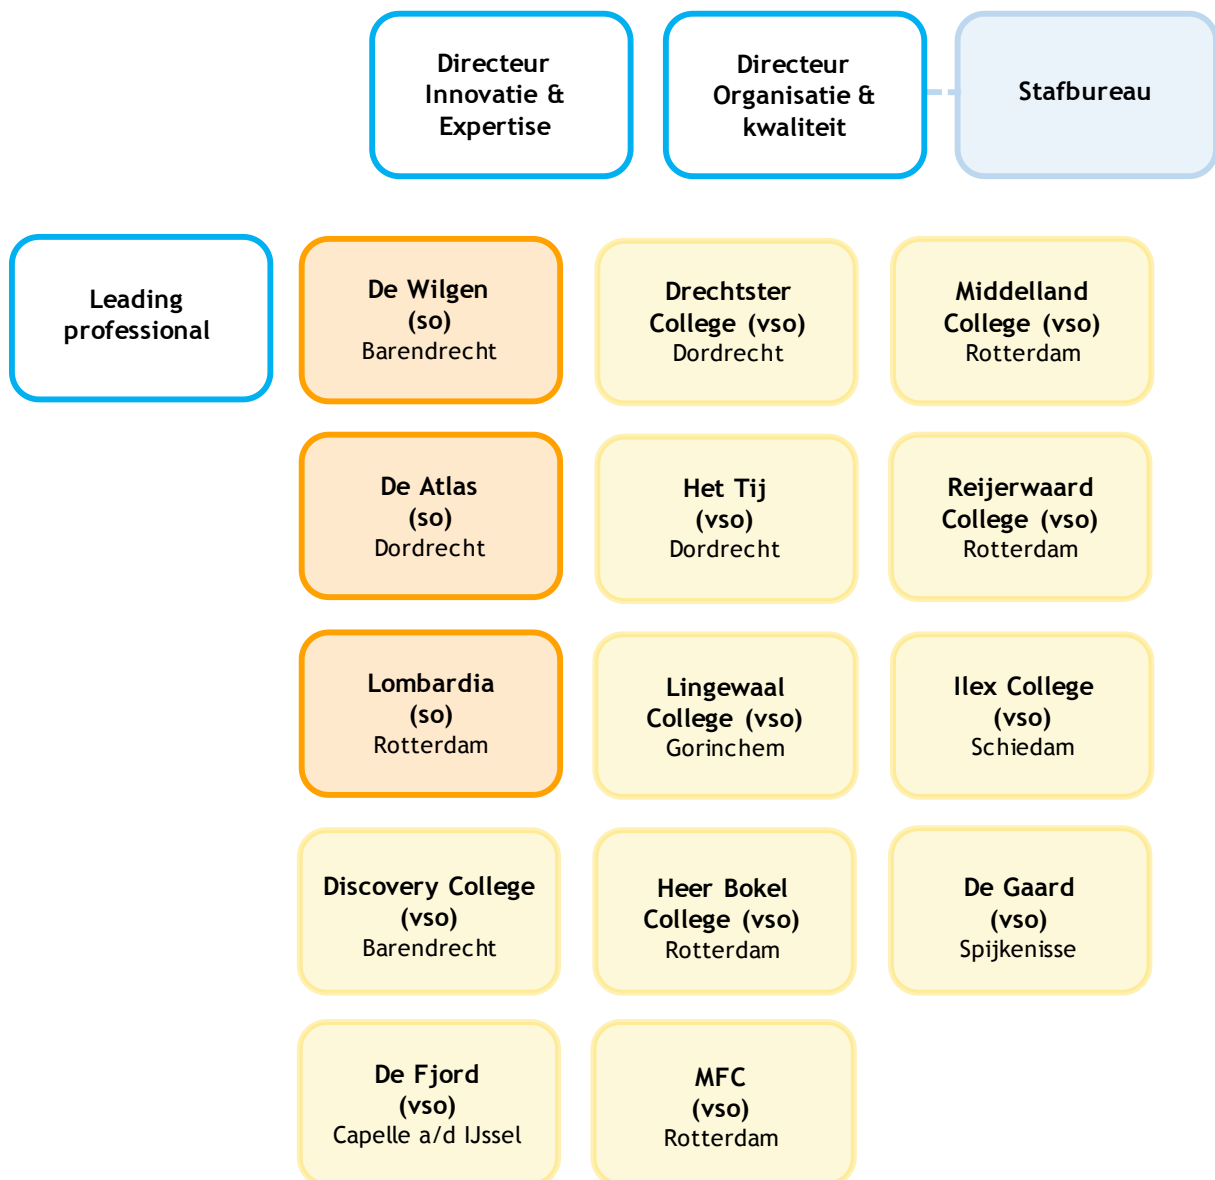 Directeur
Innovatie &
Expertise
Directeur
Organisatie &
kwaliteit
Stafbureau
Leading
professional
De Wilgen
(so)
Barendrecht
Drechtster
College (vso)
Dordrecht
Middelland
College (vso)
Rotterdam
De Atlas
(so)
Dordrecht
Het Tij
(vso)
Dordrecht
Reijerwaard
College (vso)
Rotterdam
Lombardia
(so)
Rotterdam
Lingewaal
College (vso)
Gorinchem
Ilex College
(vso)
Schiedam
Discovery College
(vso)
Barendrecht
Heer Bokel
College (vso)
Rotterdam
De Gaard
(vso)
Spijkenisse
De Fjord
(vso)
Capelle a/d IJssel
MFC
(vso)
Rotterdam